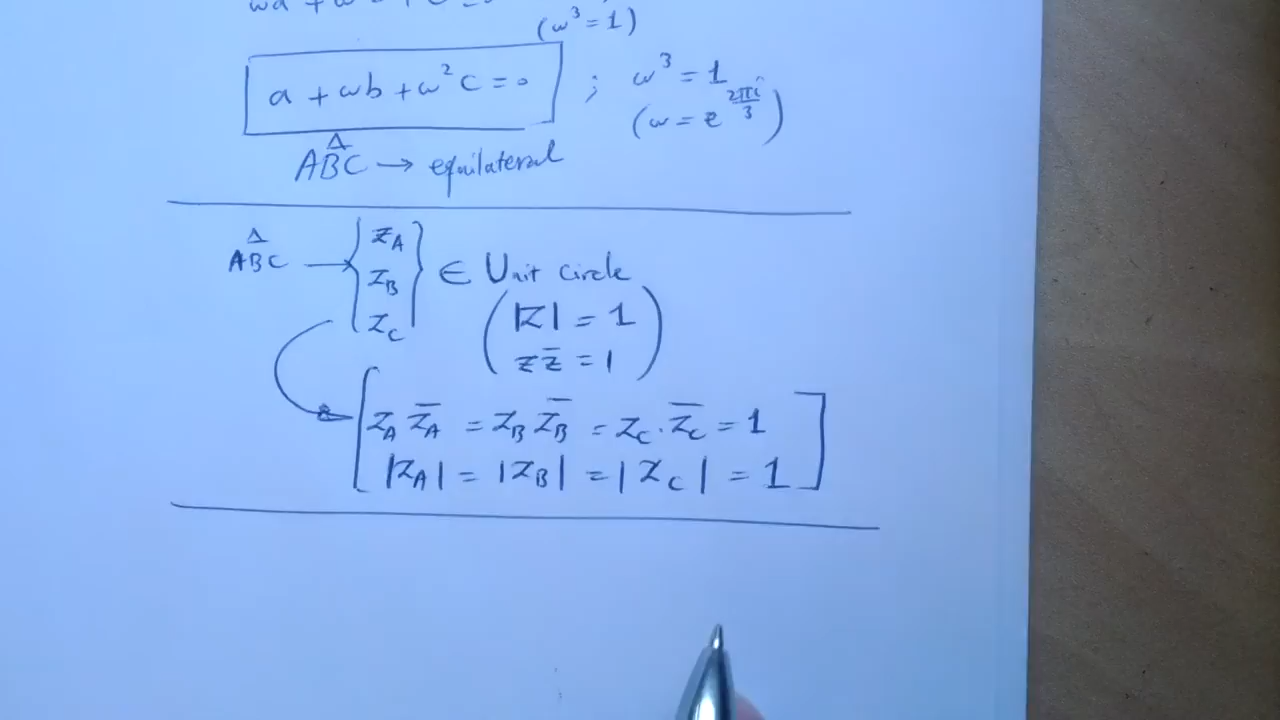 ωa + ω
(ω³ = 1)
a + ωb + ω²c = 0 ; ω³ = 1
(ω = e^{2πi/3})
ABC → equilateral
Δ
ABC → { z_A
z_B
z_C } ∈ Unit circle
( |z| = 1
z z̄ = 1 )
[ z_A z̄_A = z_B z̄_B = z_C . z̄_C = 1
|z_A| = |z_B| = |z_C| = 1 ]